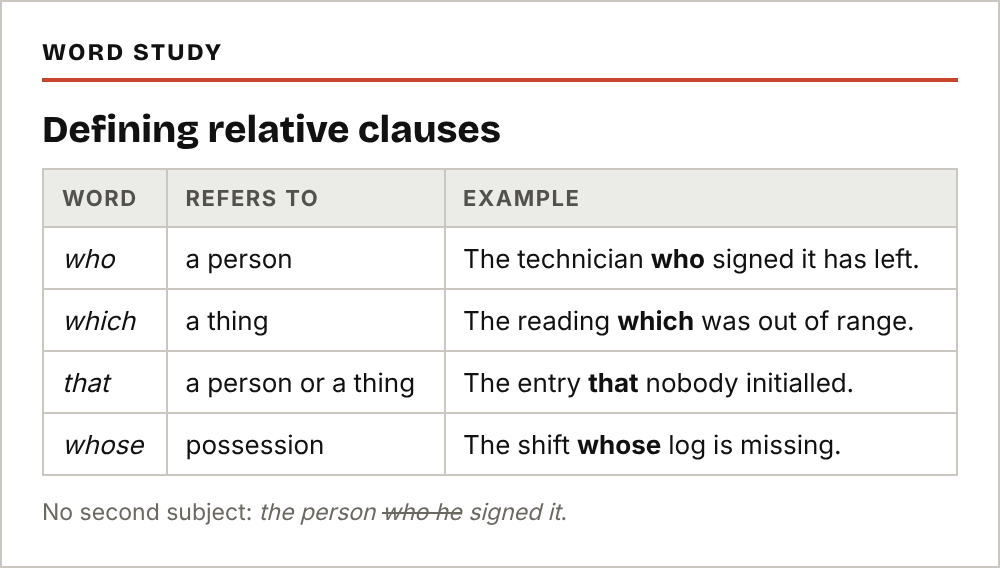 WORD STUDY
Defining relative clauses
WORD REFERS TO EXAMPLE
who a person The technician who signed it has left.
which a thing The reading which was out of range.
that a person or a thing The entry that nobody initialled.
whose possession The shift whose log is missing.
No second subject: the person who he signed it.